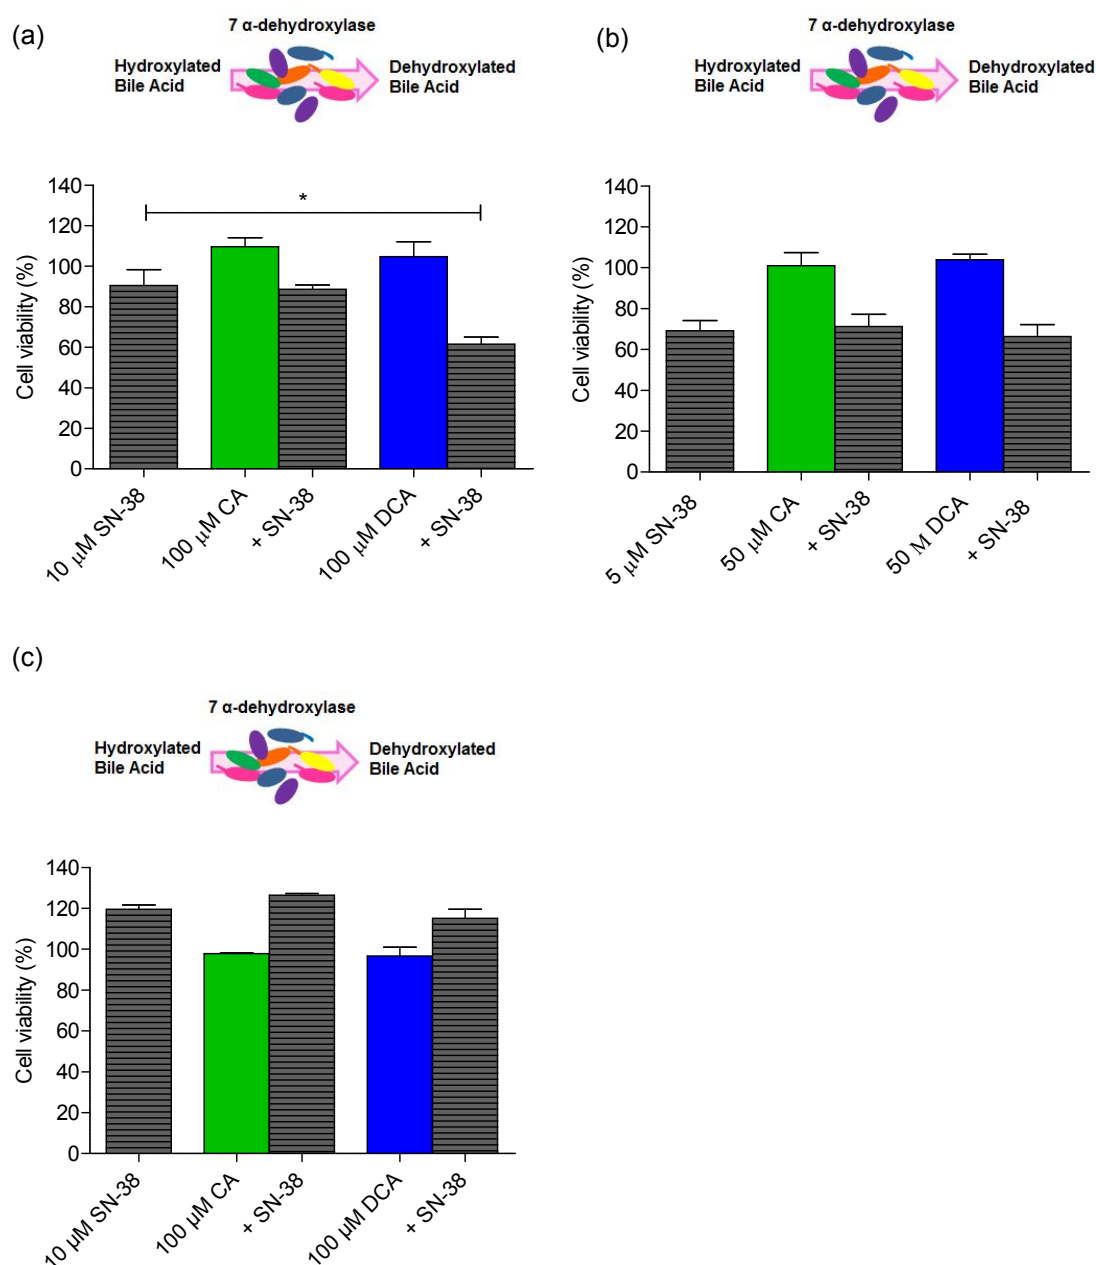 (a)
7 α-dehydroxylase
Hydroxylated
Bile Acid
Dehydroxylated
Bile Acid
Cell viability (%)
140
120
100
80
60
40
20
0
*
10 μM SN-38
100 μM CA
+ SN-38
100 μM DCA
+ SN-38
(b)
7 α-dehydroxylase
Hydroxylated
Bile Acid
Dehydroxylated
Bile Acid
Cell viability (%)
140
120
100
80
60
40
20
0
5 μM SN-38
50 μM CA
+ SN-38
50 M DCA
+ SN-38
(c)
7 α-dehydroxylase
Hydroxylated
Bile Acid
Dehydroxylated
Bile Acid
Cell viability (%)
140
120
100
80
60
40
20
0
10 μM SN-38
100 μM CA
+ SN-38
100 μM DCA
+ SN-38